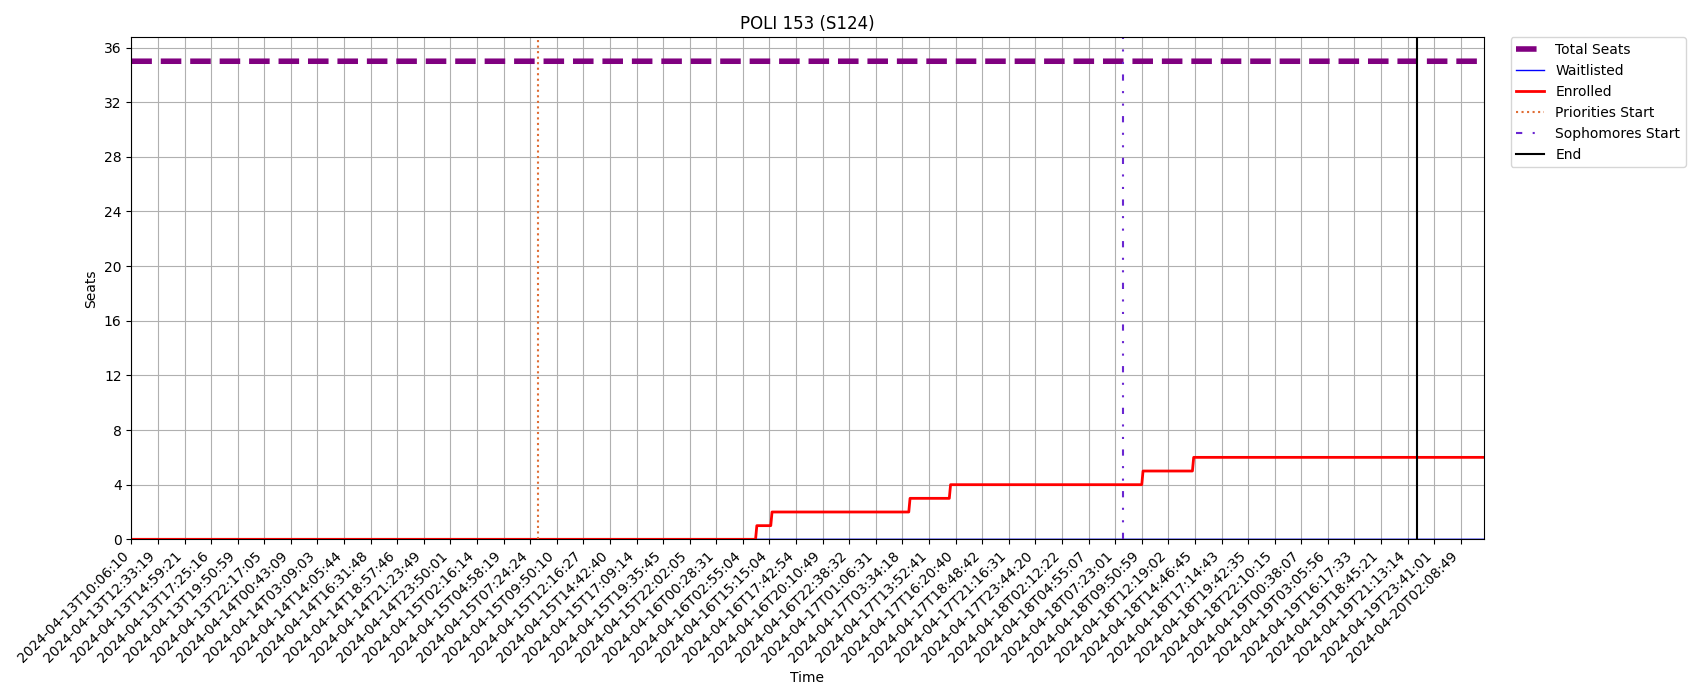 POLI 153 (S124)
Total Seats
Waitlisted
Enrolled
Priorities Start
Sophomores Start
End
Seats
36
32
28
24
20
16
12
8
4
0
2024-04-13T10:06:10
2024-04-13T12:33:19
2024-04-13T14:59:21
2024-04-13T17:25:16
2024-04-13T19:50:59
2024-04-13T22:17:05
2024-04-14T00:43:09
2024-04-14T03:09:03
2024-04-14T14:05:44
2024-04-14T16:31:48
2024-04-14T18:57:46
2024-04-14T21:23:49
2024-04-14T23:50:01
2024-04-15T02:16:14
2024-04-15T04:58:19
2024-04-15T07:24:24
2024-04-15T09:50:10
2024-04-15T12:16:27
2024-04-15T14:42:40
2024-04-15T17:09:14
2024-04-15T19:35:45
2024-04-15T22:02:05
2024-04-16T00:28:31
2024-04-16T02:55:04
2024-04-16T15:15:04
2024-04-16T17:42:54
2024-04-16T20:10:49
2024-04-16T22:38:32
2024-04-17T01:06:31
2024-04-17T03:34:18
2024-04-17T13:52:41
2024-04-17T16:20:40
2024-04-17T18:48:42
2024-04-17T21:16:31
2024-04-17T23:44:20
2024-04-18T02:12:22
2024-04-18T04:55:07
2024-04-18T07:23:01
2024-04-18T09:50:59
2024-04-18T12:19:02
2024-04-18T14:46:45
2024-04-18T17:14:43
2024-04-18T19:42:35
2024-04-18T22:10:15
2024-04-19T00:38:07
2024-04-19T03:05:56
2024-04-19T16:17:33
2024-04-19T18:45:21
2024-04-19T21:13:14
2024-04-19T23:41:01
2024-04-20T02:08:49
Time